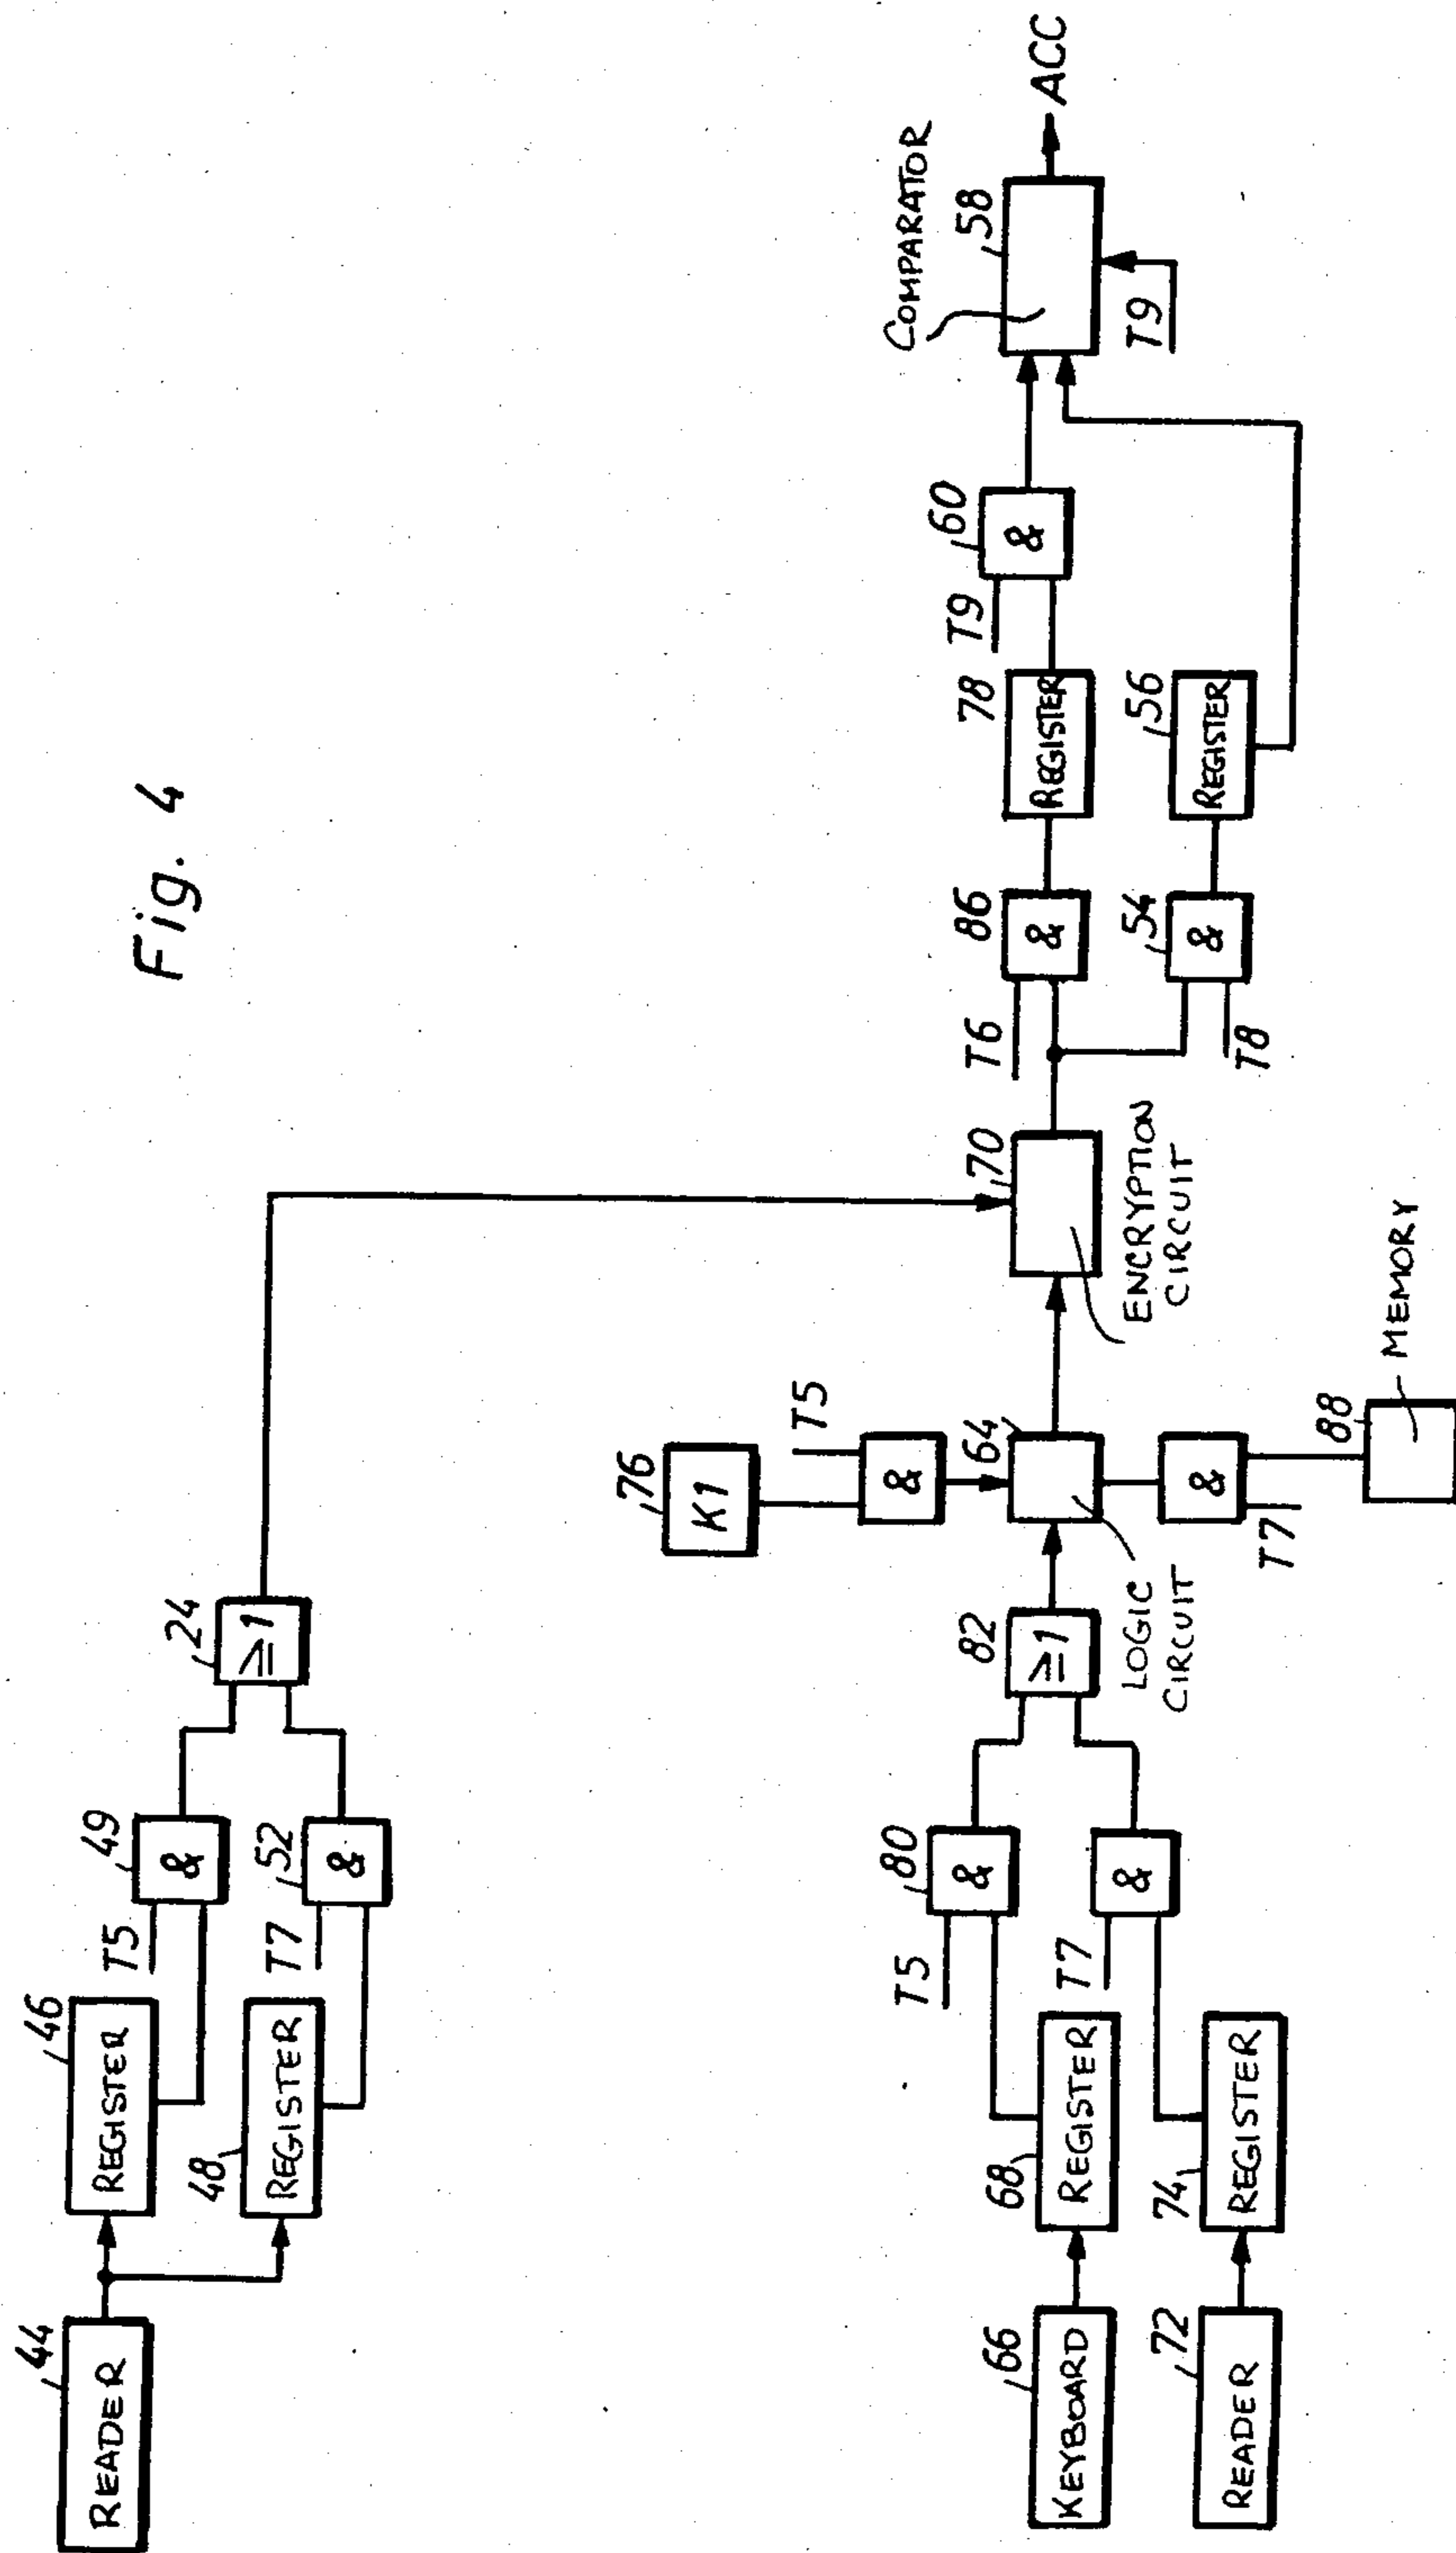 Fig. 4
44
READER
46
REGISTER
48
REGISTER
T5
49
&
T7
52
&
24
≥1
66
KEYBOARD
68
REGISTER
72
READER
74
REGISTER
T5
80
&
T7
&
82
≥1
76
K1
T5
&
64
LOGIC
CIRCUIT
&
T7
88
MEMORY
70
ENCRYPTION
CIRCUIT
T6
86
&
54
&
T8
78
REGISTER
56
REGISTER
T9
60
&
COMPARATOR
58
T9
ACC